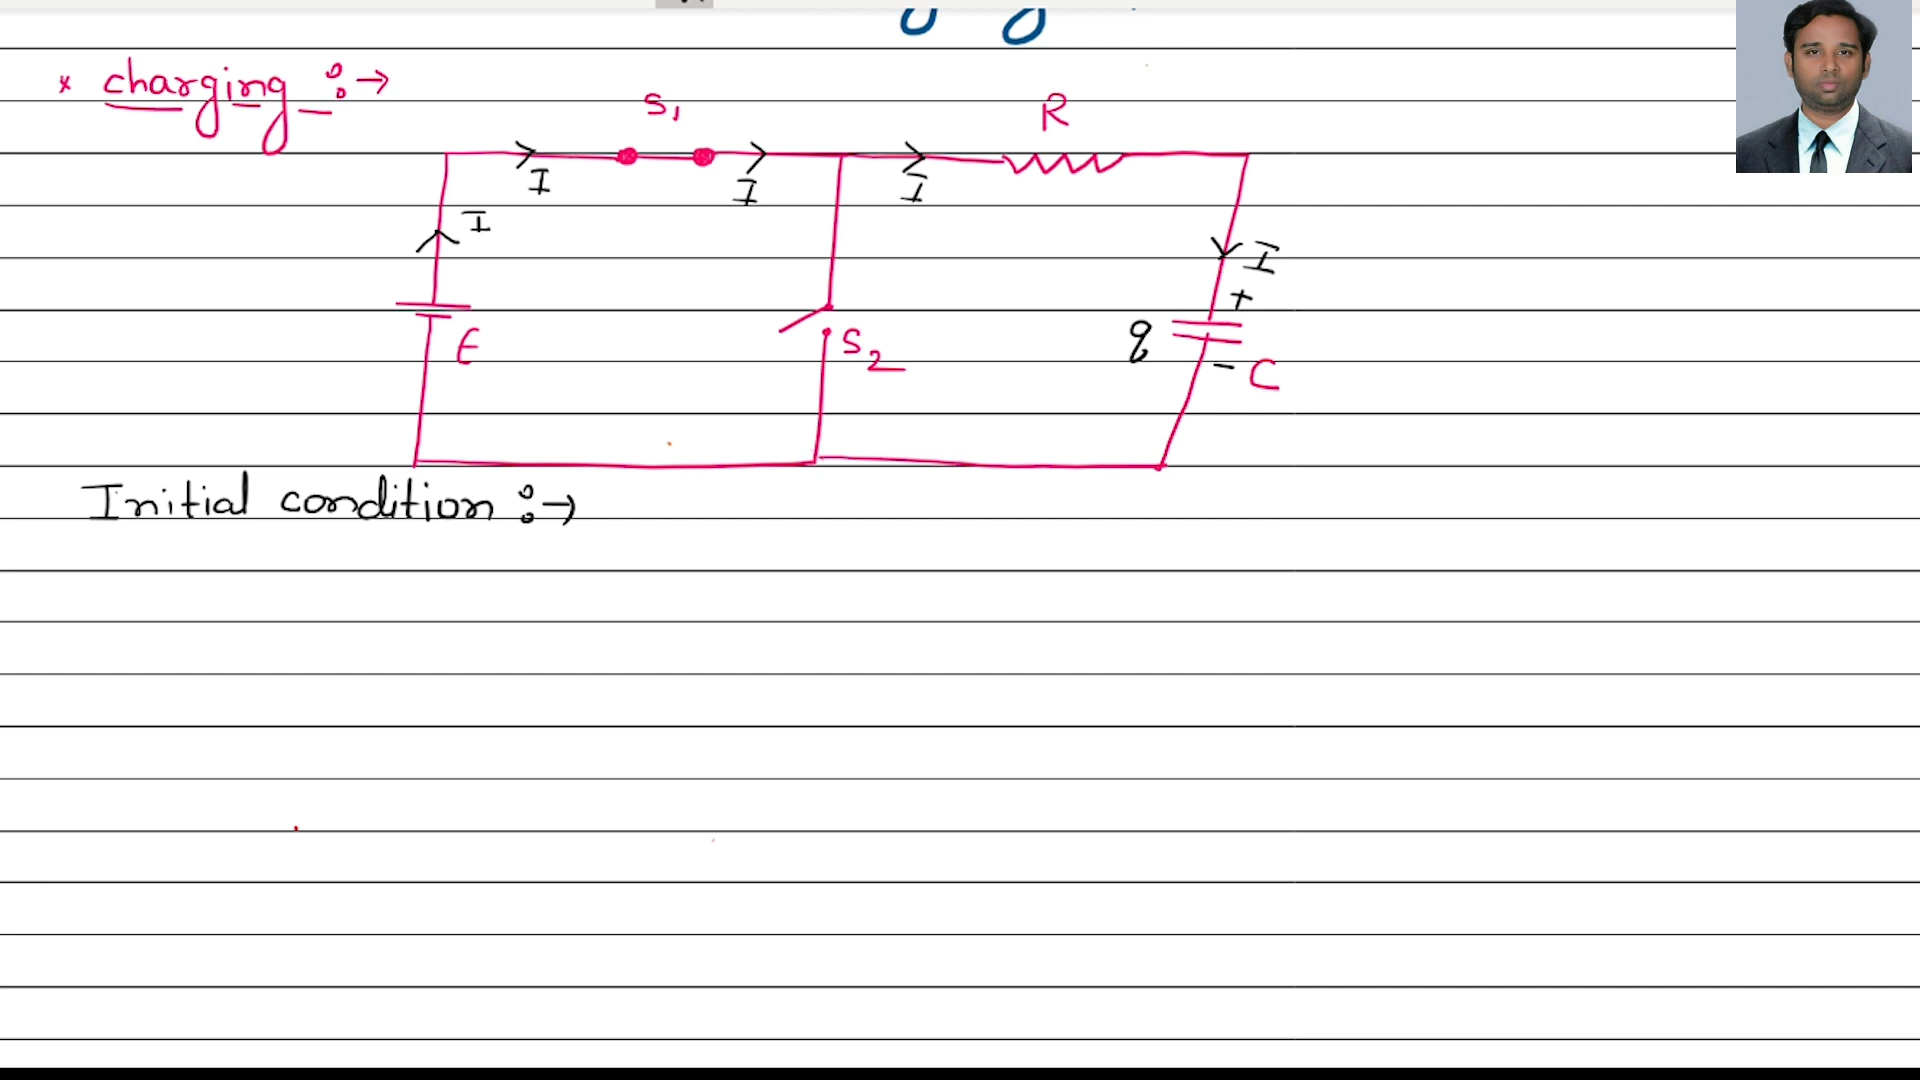 * charging :→
S₁
R
I
I
I
I
I
+
E
S₂
q
- C
Initial condition :→